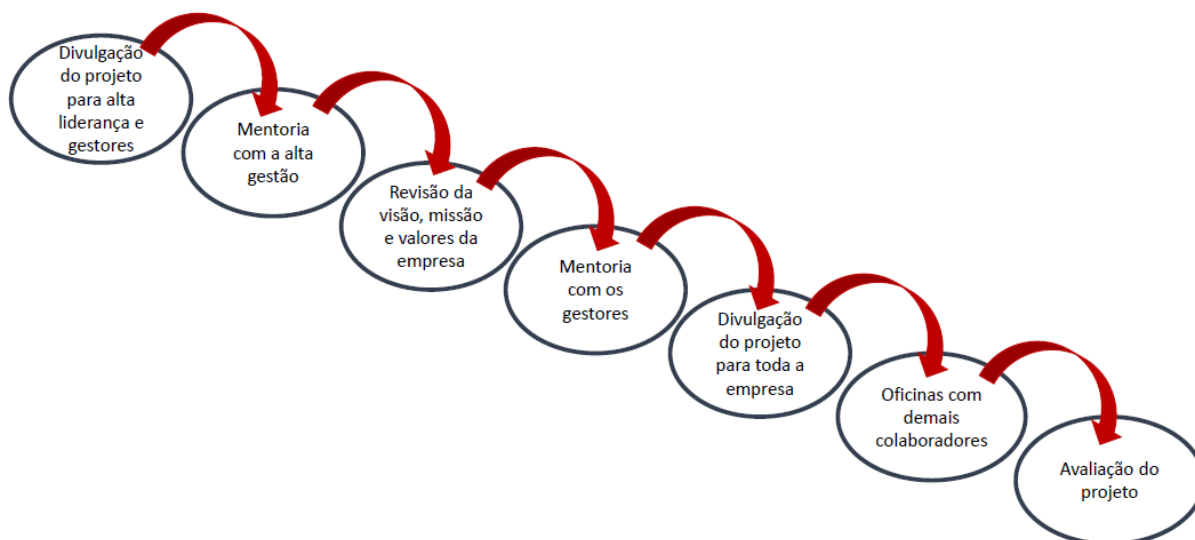 Divulgação
do projeto
para alta
liderança e
gestores
Mentoria
com a alta
gestão
Revisão da
visão, missão
e valores da
empresa
Mentoria
com os
gestores
Divulgação
do projeto
para toda a
empresa
Oficinas com
demais
colaboradores
Avaliação do
projeto